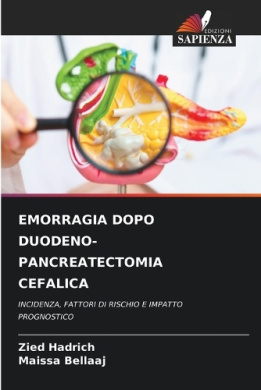 EDIZIONI
SAPIENZA
EMORRAGIA DOPO
DUODENO-
PANCREATECTOMIA
CEFALICA
INCIDENZA, FATTORI DI RISCHIO E IMPATTO
PROGNOSTICO
Zied Hadrich
Maissa Bellaaj